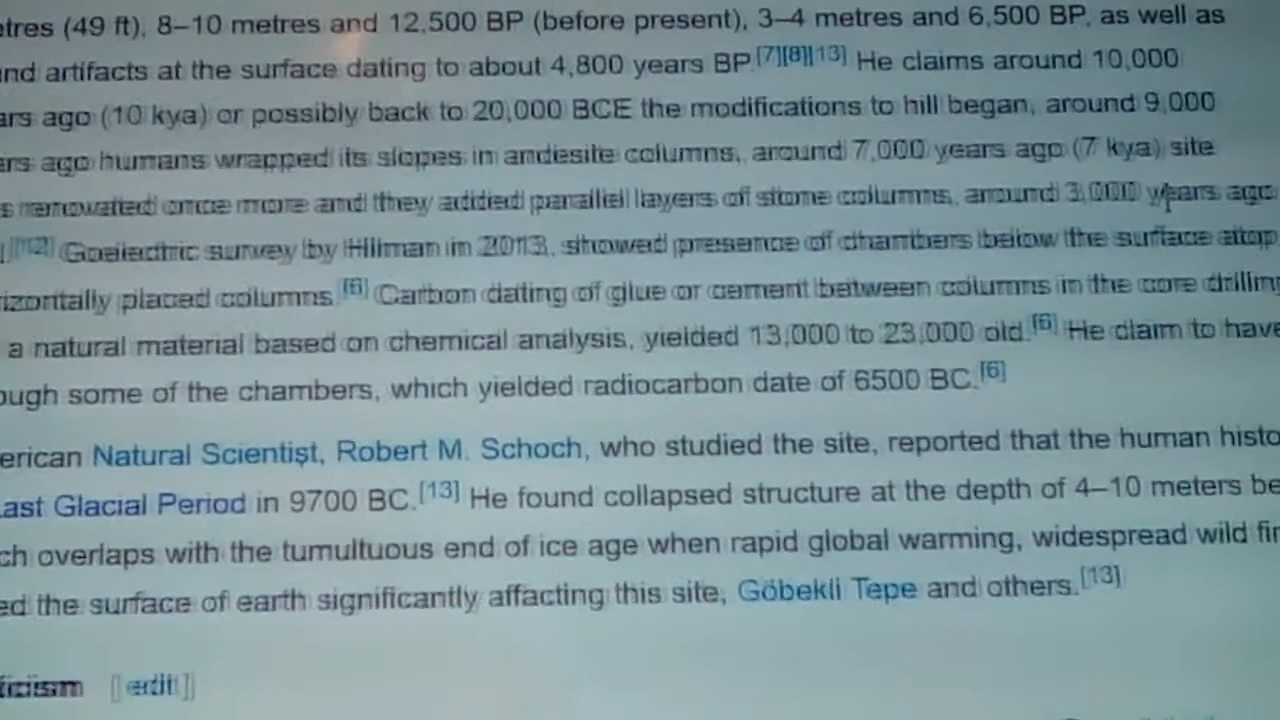 etres (49 ft), 8–10 metres and 12,500 BP (before present), 3–4 metres and 6,500 BP, as well as
nd artifacts at the surface dating to about 4,800 years BP.[7][8][13] He claims around 10,000
ars ago (10 kya) or possibly back to 20,000 BCE the modifications to hill began, around 9,000
ars ago humans wrapped its slopes in andesite columns, around 7,000 years ago (7 kya) site
s renovated once more and they added parallel layers of stone columns, around 3,000 years ago
[12] Goeledtric survey by Hilman in 2013, showed presence of chambers below the surface atop
izontally placed columns.[6] Carbon dating of glue or cement between columns in the core drilling
a natural material based on chemical analysis, yielded 13,000 to 23,000 old.[6] He claim to have
ough some of the chambers, which yielded radiocarbon date of 6500 BC.[6]
erican Natural Scientist, Robert M. Schoch, who studied the site, reported that the human histo
Last Glacial Period in 9700 BC.[13] He found collapsed structure at the depth of 4–10 meters be
ch overlaps with the tumultuous end of ice age when rapid global warming, widespread wild fir
ed the surface of earth significantly affecting this site, Göbekli Tepe and others.[13]
ticism [edit]